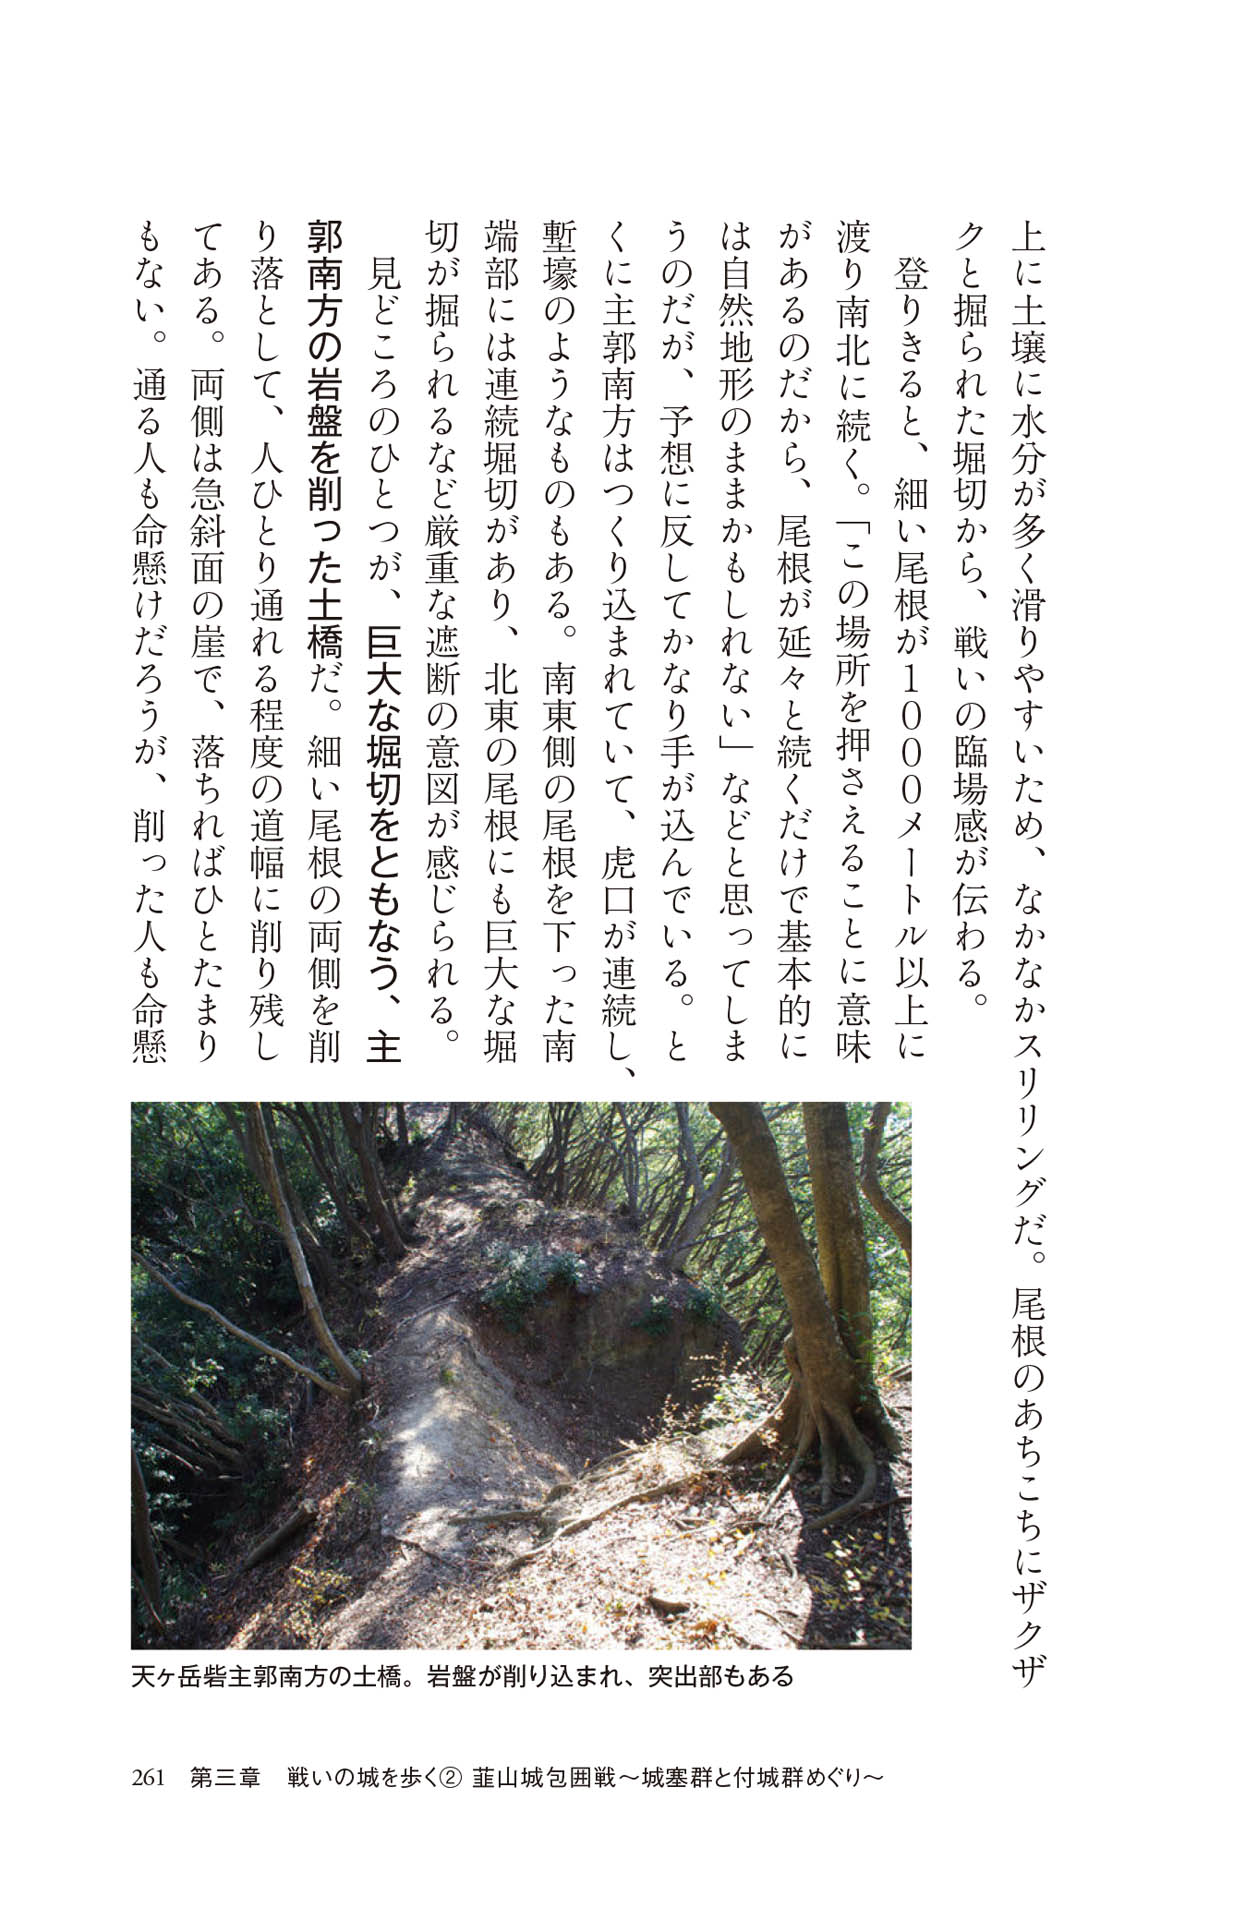 上に土壌に水分が多く滑りやすいため、なかなかスリリングだ。尾根のあちこちにザクザ
クと掘られた堀切から、戦いの臨場感が伝わる。
登りきると、細い尾根が１０００メートル以上に
渡り南北に続く。「この場所を押さえることに意味
があるのだから、尾根が延々と続くだけで基本的に
は自然地形のままかもしれない」などと思ってしま
うのだが、予想に反してかなり手が込んでいる。と
くに主郭南方はつくり込まれていて、虎口が連続し、
塹壕のようなものもある。南東側の尾根を下った南
端部には連続堀切があり、北東の尾根にも巨大な堀
切が掘られるなど厳重な遮断の意図が感じられる。
見どころのひとつが、巨大な堀切をともなう、主
郭南方の岩盤を削った土橋だ。細い尾根の両側を削
り落として、人ひとり通れる程度の道幅に削り残し
てある。両側は急斜面の崖で、落ちればひとたまり
もない。通る人も命懸けだろうが、削った人も命懸
天ヶ岳砦主郭南方の土橋。岩盤が削り込まれ、突出部もある
261 第三章 戦いの城を歩く② 韮山城包囲戦～城塞群と付城群めぐり～